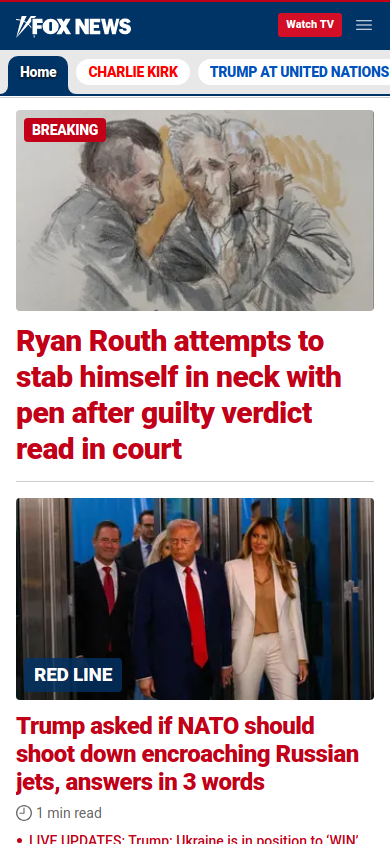 FOX NEWS
Watch TV
Home
CHARLIE KIRK
TRUMP AT UNITED NATIONS
BREAKING
Ryan Routh attempts to
stab himself in neck with
pen after guilty verdict
read in court
RED LINE
Trump asked if NATO should
shoot down encroaching Russian
jets, answers in 3 words
1 min read
• LIVE UPDATES: Trump: Ukraine is in position to ‘WIN’